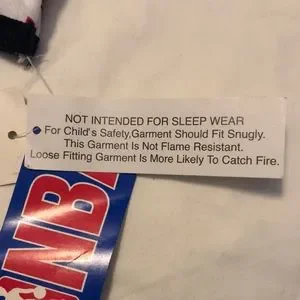 NOT INTENDED FOR SLEEP WEAR
For Child's Safety,Garment Should Fit Snugly.
This Garment Is Not Flame Resistant.
Loose Fitting Garment Is More Likely To Catch Fire.
NBA